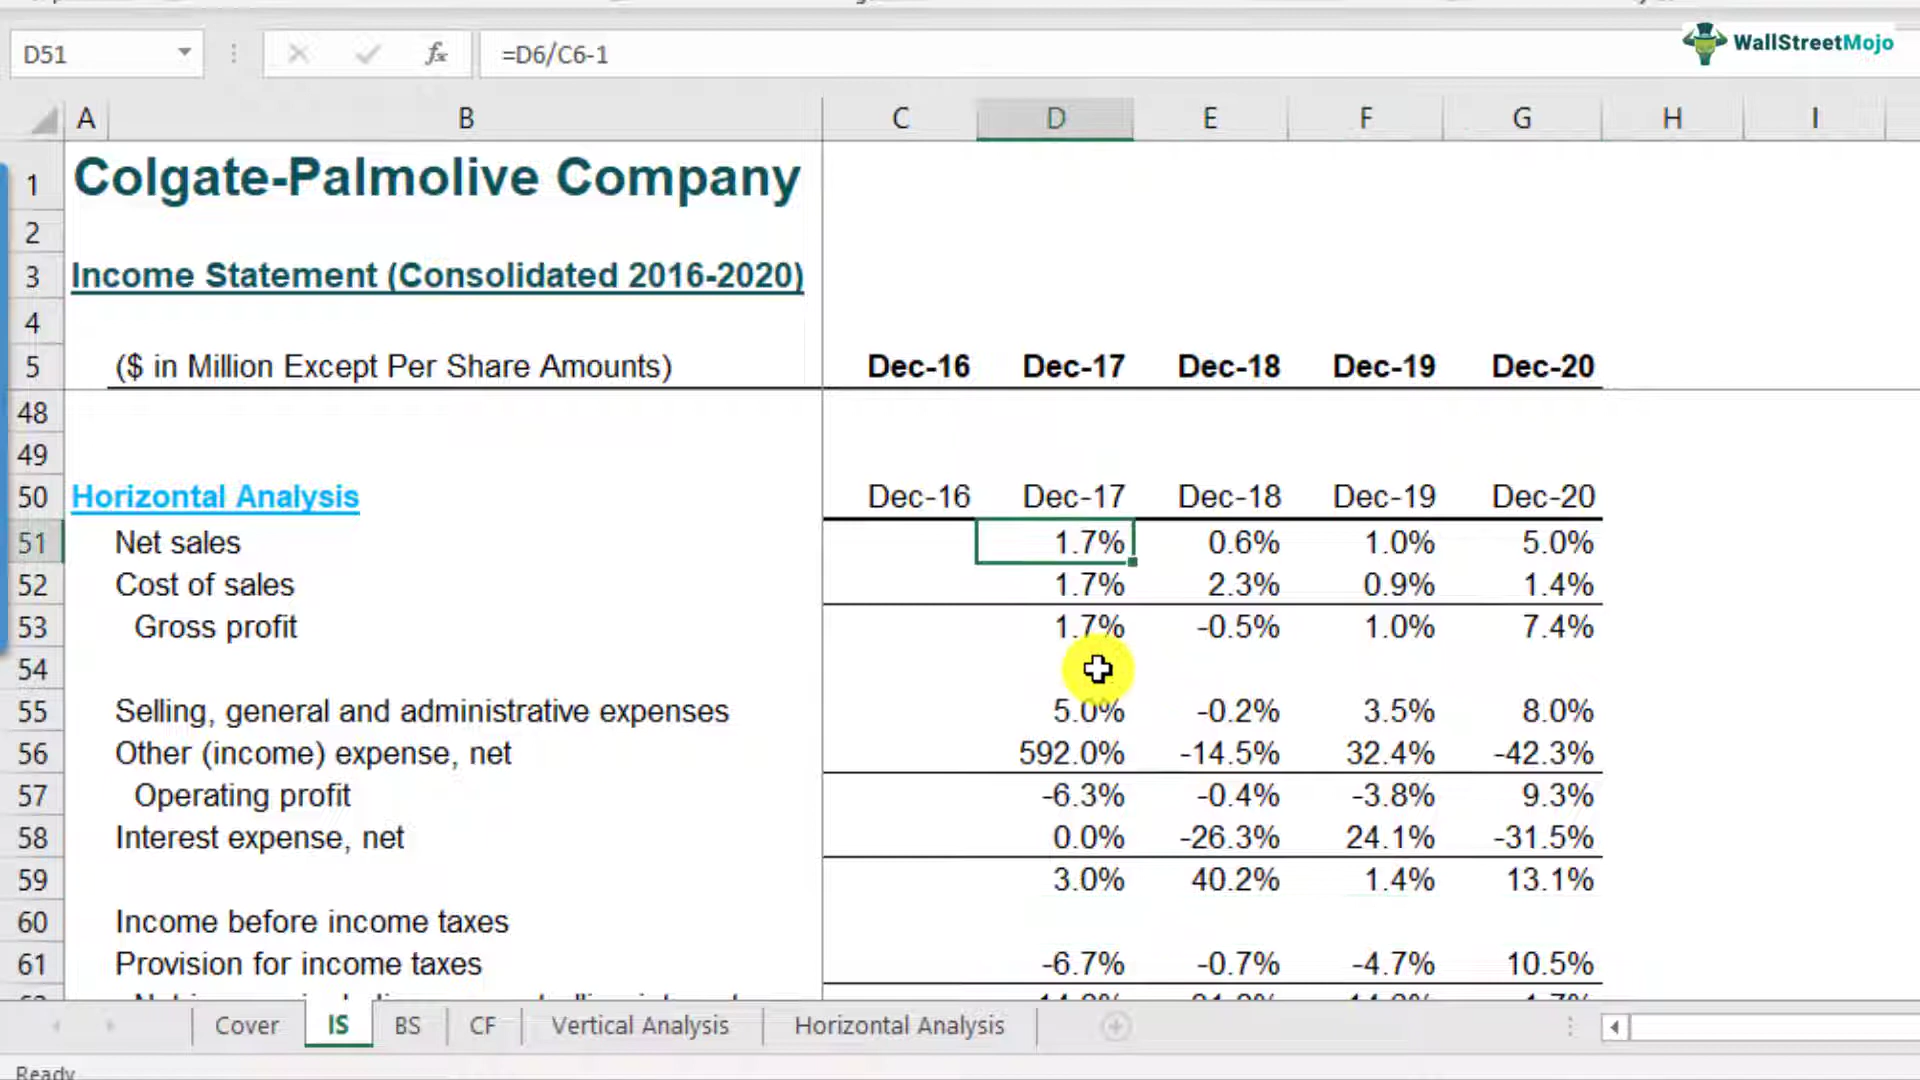 D51
fx
=D6/C6-1
WallStreetMojo
A B C D E F G H I
1 Colgate-Palmolive Company
2
3 Income Statement (Consolidated 2016-2020)
4
5 ($ in Million Except Per Share Amounts) Dec-16 Dec-17 Dec-18 Dec-19 Dec-20
48
49
50 Horizontal Analysis Dec-16 Dec-17 Dec-18 Dec-19 Dec-20
51 Net sales 1.7% 0.6% 1.0% 5.0%
52 Cost of sales 1.7% 2.3% 0.9% 1.4%
53 Gross profit 1.7% -0.5% 1.0% 7.4%
54
55 Selling, general and administrative expenses 5.0% -0.2% 3.5% 8.0%
56 Other (income) expense, net 592.0% -14.5% 32.4% -42.3%
57 Operating profit -6.3% -0.4% -3.8% 9.3%
58 Interest expense, net 0.0% -26.3% 24.1% -31.5%
59 3.0% 40.2% 1.4% 13.1%
60 Income before income taxes
61 Provision for income taxes -6.7% -0.7% -4.7% 10.5%
Cover IS BS CF Vertical Analysis Horizontal Analysis
Ready